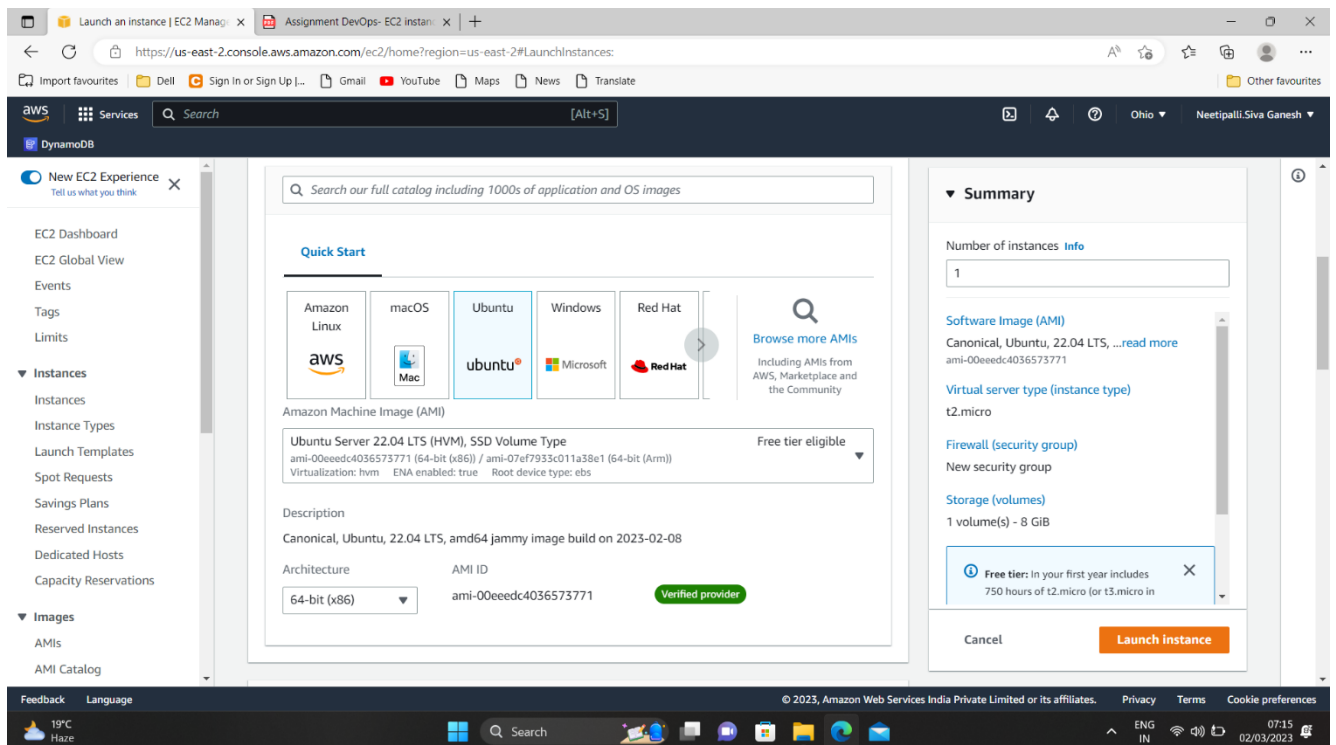 Launch an instance | EC2 Manag
Assignment DevOps- EC2 instanc
https://us-east-2.console.aws.amazon.com/ec2/home?region=us-east-2#LaunchInstances:
Import favourites
Dell
Sign In or Sign Up |...
Gmail
YouTube
Maps
News
Translate
Other favourites
aws
Services
Search
[Alt+S]
Ohio
Neetipalli.Siva Ganesh
DynamoDB
New EC2 Experience
Tell us what you think
EC2 Dashboard
EC2 Global View
Events
Tags
Limits
Instances
Instances
Instance Types
Launch Templates
Spot Requests
Savings Plans
Reserved Instances
Dedicated Hosts
Capacity Reservations
Images
AMIs
AMI Catalog
Search our full catalog including 1000s of application and OS images
Quick Start
Amazon
Linux
aws
macOS
Mac
Ubuntu
ubuntu
Windows
Microsoft
Red Hat
Red Hat
Browse more AMIs
Including AMIs from
AWS, Marketplace and
the Community
Amazon Machine Image (AMI)
Ubuntu Server 22.04 LTS (HVM), SSD Volume Type
Free tier eligible
ami-00eeedc4036573771 (64-bit (x86)) / ami-07ef7933c011a38e1 (64-bit (Arm))
Virtualization: hvm ENA enabled: true Root device type: ebs
Description
Canonical, Ubuntu, 22.04 LTS, amd64 jammy image build on 2023-02-08
Architecture
AMI ID
64-bit (x86)
ami-00eeedc4036573771
Verified provider
Summary
Number of instances Info
1
Software Image (AMI)
Canonical, Ubuntu, 22.04 LTS, ...read more
ami-00eeedc4036573771
Virtual server type (instance type)
t2.micro
Firewall (security group)
New security group
Storage (volumes)
1 volume(s) - 8 GiB
Free tier: In your first year includes
750 hours of t2.micro (or t3.micro in
Cancel
Launch instance
Feedback
Language
© 2023, Amazon Web Services India Private Limited or its affiliates.
Privacy
Terms
Cookie preferences
19°C
Haze
Search
ENG
IN
07:15
02/03/2023